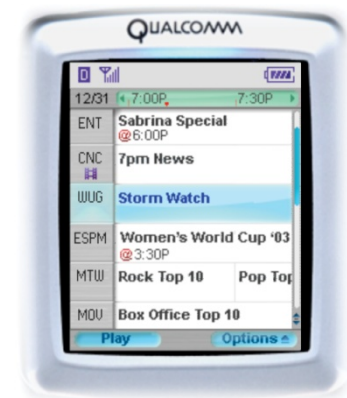 QUALCOMM
D
12/31 7:00P 7:30P
ENT Sabrina Special
@6:00P
CNC 7pm News
WUG Storm Watch
ESPM Women's World Cup ‘03
@3:30P
MTW Rock Top 10 Pop Top
MOV Box Office Top 10
Play Options